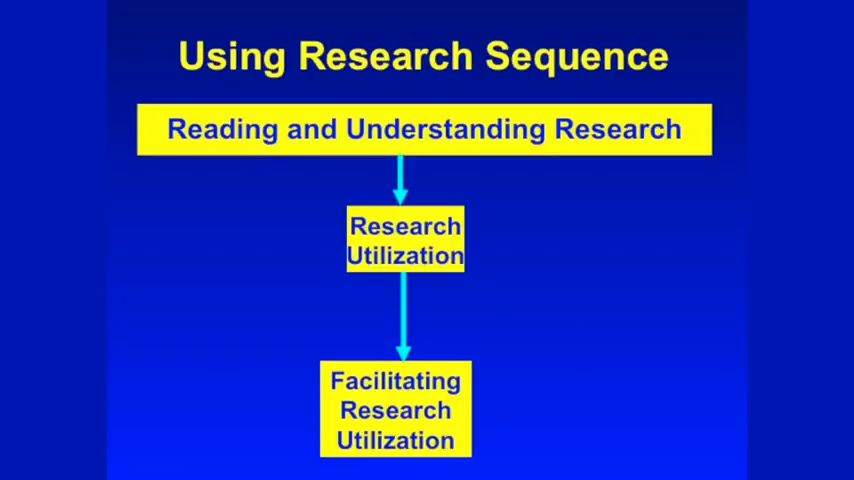 Using Research Sequence
Reading and Understanding Research
Research
Utilization
Facilitating
Research
Utilization